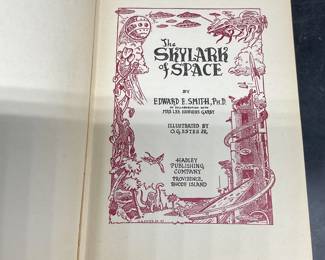 The
SKYLARK
of SPACE
BY
EDWARD E. SMITH, PH.D.
IN COLLABORATION WITH
MRS. LEE HAWKINS GARBY
ILLUSTRATED BY
O.G. ESTES JR.
HADLEY
PUBLISHING
COMPANY
PROVIDENCE,
RHODE ISLAND